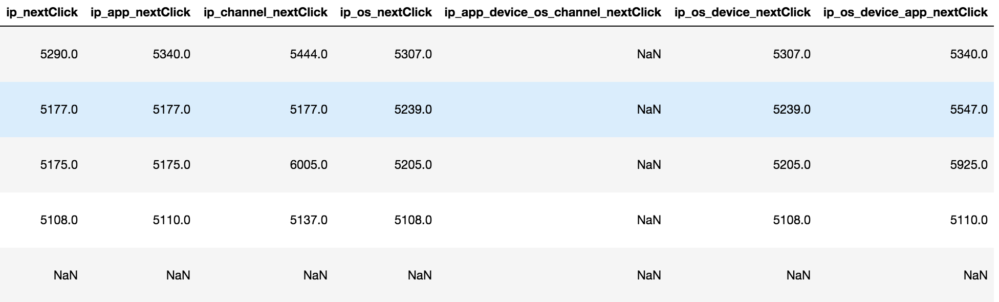 ip_nextClick ip_app_nextClick ip_channel_nextClick ip_os_nextClick ip_app_device_os_channel_nextClick ip_os_device_nextClick ip_os_device_app_nextClick
5290.0 5340.0 5444.0 5307.0 NaN 5307.0 5340.0
5177.0 5177.0 5177.0 5239.0 NaN 5239.0 5547.0
5175.0 5175.0 6005.0 5205.0 NaN 5205.0 5925.0
5108.0 5110.0 5137.0 5108.0 NaN 5108.0 5110.0
NaN NaN NaN NaN NaN NaN NaN